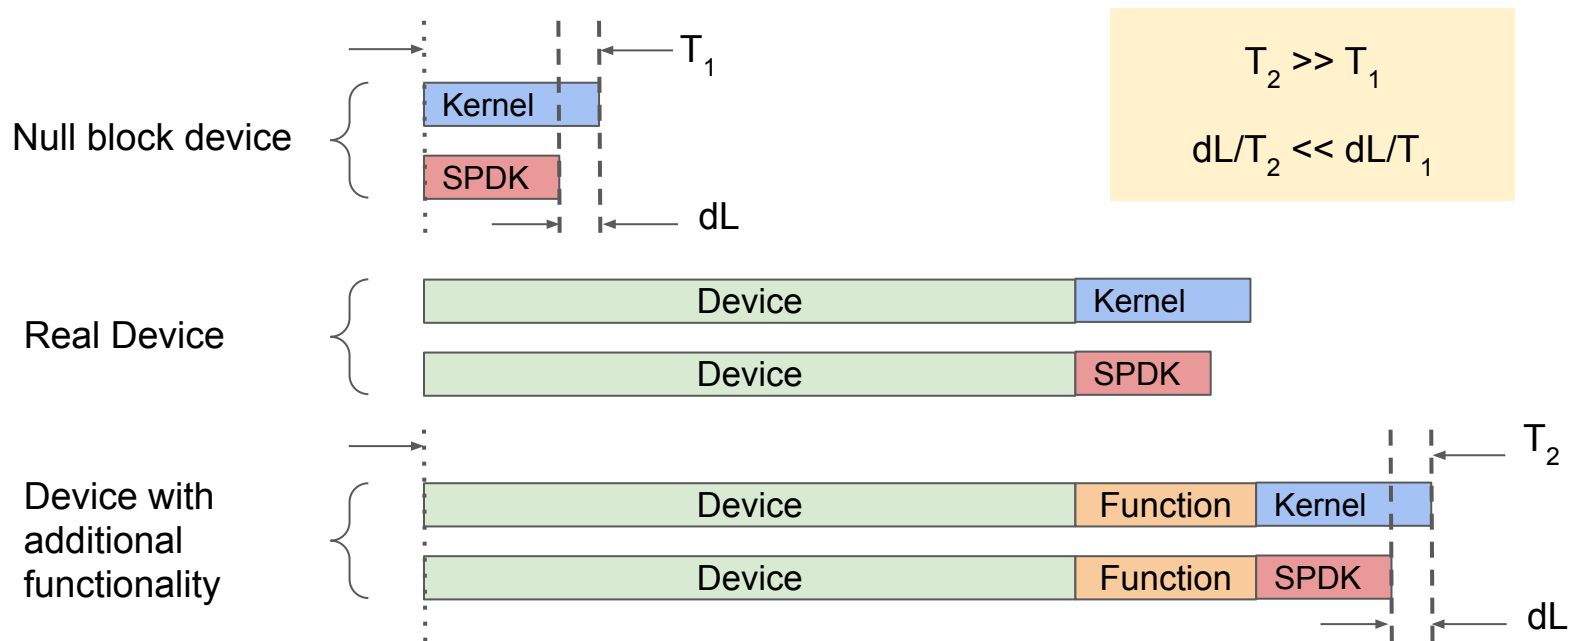 T₁
Kernel
Null block device
SPDK
dL
T₂ >> T₁
dL/T₂ << dL/T₁
Device
Kernel
Real Device
Device
SPDK
T₂
Device with
additional
functionality
Device
Function
Kernel
Device
Function
SPDK
dL